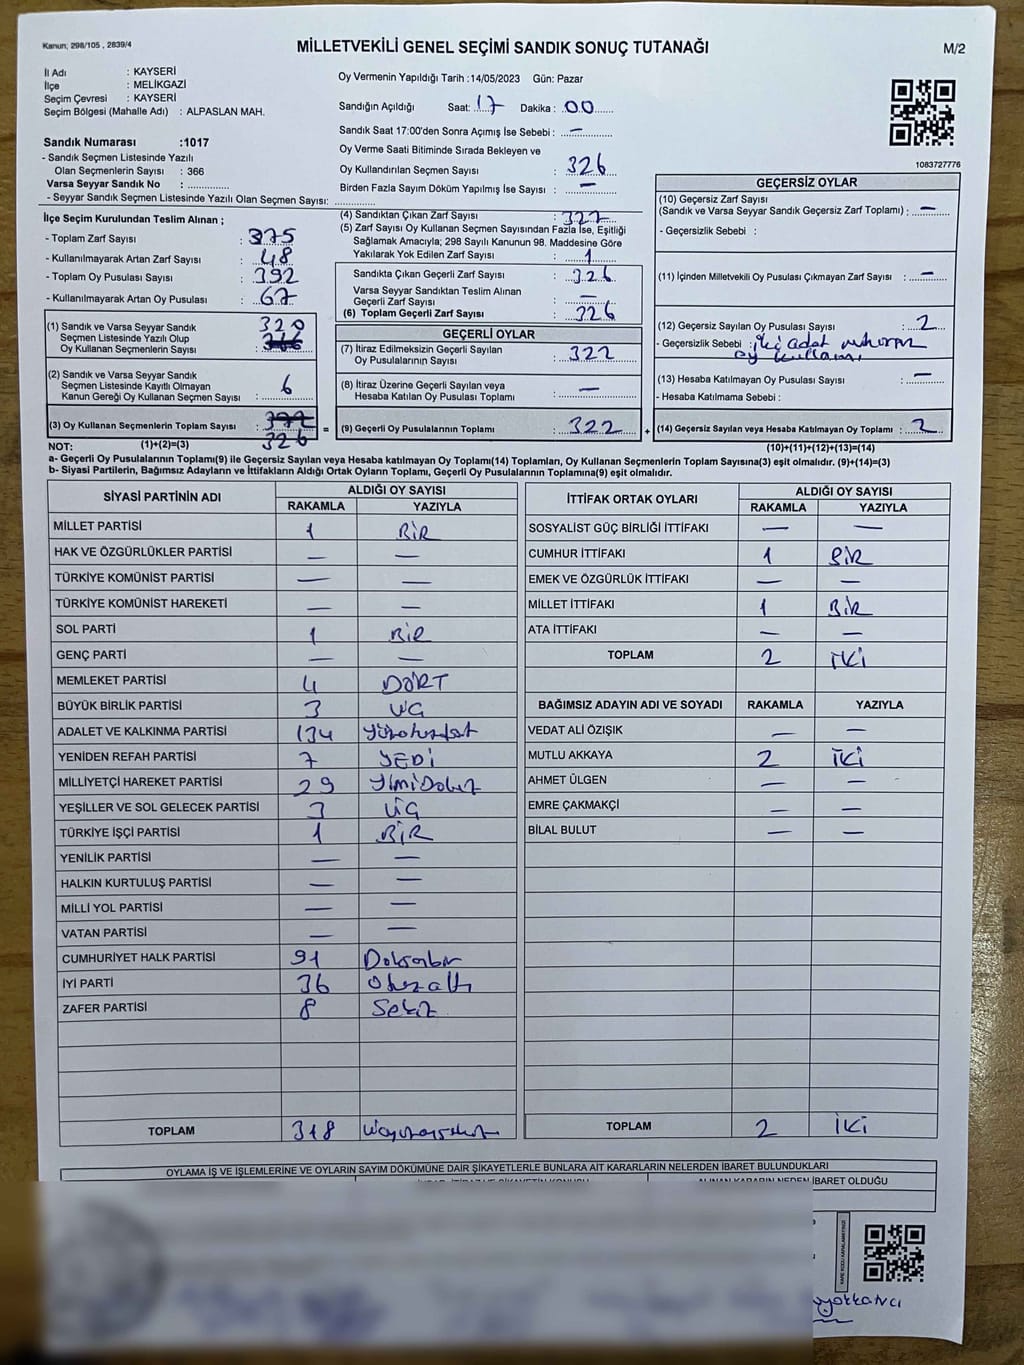 Kanun; 298/105 , 2839/4
MİLLETVEKİLİ GENEL SEÇİMİ SANDIK SONUÇ TUTANAĞI
M/2
İl Adı : KAYSERİ
İlçe : MELİKGAZİ
Seçim Çevresi : KAYSERİ
Seçim Bölgesi (Mahalle Adı) : ALPASLAN MAH.
Sandık Numarası :1017
- Sandık Seçmen Listesinde Yazılı
Olan Seçmenlerin Sayısı : 366
Varsa Seyyar Sandık No :
- Seyyar Sandık Seçmen Listesinde Yazılı Olan Seçmen Sayısı:
Oy Vermenin Yapıldığı Tarih :14/05/2023 Gün: Pazar
Sandığın Açıldığı Saat: 17 Dakika : 00
Sandık Saat 17:00'den Sonra Açımış İse Sebebi : —
Oy Verme Saati Bitiminde Sırada Bekleyen ve
Oy Kullandırılan Seçmen Sayısı : 326
Birden Fazla Sayım Döküm Yapılmış İse Sayısı : —
1083727776
İlçe Seçim Kurulundan Teslim Alınan ;
- Toplam Zarf Sayısı : 375
- Kullanılmayarak Artan Zarf Sayısı : 48
- Toplam Oy Pusulası Sayısı : 392
- Kullanılmayarak Artan Oy Pusulası : 67
(1) Sandık ve Varsa Seyyar Sandık
Seçmen Listesinde Yazılı Olup
Oy Kullanan Seçmenlerin Sayısı : 320
(2) Sandık ve Varsa Seyyar Sandık
Seçmen Listesinde Kayıtlı Olmayan
Kanun Gereği Oy Kullanan Seçmen Sayısı : 6
(3) Oy Kullanan Seçmenlerin Toplam Sayısı : 326 =
(4) Sandıktan Çıkan Zarf Sayısı : 327
(5) Zarf Sayısı Oy Kullanan Seçmen Sayısından Fazla İse, Eşitliği
Sağlamak Amacıyla; 298 Sayılı Kanunun 98. Maddesine Göre
Yakılarak Yok Edilen Zarf Sayısı : 1
Sandıkta Çıkan Geçerli Zarf Sayısı : 326
Varsa Seyyar Sandıktan Teslim Alınan
Geçerli Zarf Sayısı : —
(6) Toplam Geçerli Zarf Sayısı : 326
GEÇERLİ OYLAR
(7) İtiraz Edilmeksizin Geçerli Sayılan
Oy Pusulalarının Sayısı : 322
(8) İtiraz Üzerine Geçerli Sayılan veya
Hesaba Katılan Oy Pusulası Toplamı : —
(9) Geçerli Oy Pusulalarının Toplamı : 322 +
GEÇERSİZ OYLAR
(10) Geçersiz Zarf Sayısı
(Sandık ve Varsa Seyyar Sandık Geçersiz Zarf Toplamı) : —
- Geçersizlik Sebebi :
(11) İçinden Milletvekili Oy Pusulası Çıkmayan Zarf Sayısı : —
(12) Geçersiz Sayılan Oy Pusulası Sayısı : 2
- Geçersizlik Sebebi : iki adet
oy
(13) Hesaba Katılmayan Oy Pusulası Sayısı : —
- Hesaba Katılmama Sebebi :
(14) Geçersiz Sayılan veya Hesaba Katılmayan Oy Toplamı : 2
NOT: (1)+(2)=(3) (10)+(11)+(12)+(13)=(14)
a- Geçerli Oy Pusulalarının Toplamı(9) ile Geçersiz Sayılan veya Hesaba katılmayan Oy Toplamı(14) Toplamları, Oy Kullanan Seçmenlerin Toplam Sayısına(3) eşit olmalıdır. (9)+(14)=(3)
b- Siyasi Partilerin, Bağımsız Adayların ve İttifakların Aldığı Ortak Oyların Toplamı, Geçerli Oy Pusulalarının Toplamına(9) eşit olmalıdır.
SİYASİ PARTİNİN ADI ALDIĞI OY SAYISI
RAKAMLA YAZIYLA
MİLLET PARTİSİ 1 BİR
HAK VE ÖZGÜRLÜKLER PARTİSİ — —
TÜRKİYE KOMÜNİST PARTİSİ — —
TÜRKİYE KOMÜNİST HAREKETİ — —
SOL PARTİ 1 BİR
GENÇ PARTİ — —
MEMLEKET PARTİSİ 4 DÖRT
BÜYÜK BİRLİK PARTİSİ 3 ÜÇ
ADALET VE KALKINMA PARTİSİ 134 Yüzotuzdört
YENİDEN REFAH PARTİSİ 7 YEDİ
MİLLİYETÇİ HAREKET PARTİSİ 29
YEŞİLLER VE SOL GELECEK PARTİSİ 3 ÜÇ
TÜRKİYE İŞÇİ PARTİSİ 1 BİR
YENİLİK PARTİSİ — —
HALKIN KURTULUŞ PARTİSİ — —
MİLLİ YOL PARTİSİ — —
VATAN PARTİSİ — —
CUMHURİYET HALK PARTİSİ 91 Doksanbir
İYİ PARTİ 36 Otuzaltı
ZAFER PARTİSİ 8 Sekiz
TOPLAM 318
İTTİFAK ORTAK OYLARI ALDIĞI OY SAYISI
RAKAMLA YAZIYLA
SOSYALİST GÜÇ BİRLİĞİ İTTİFAKI — —
CUMHUR İTTİFAKI 1 BİR
EMEK VE ÖZGÜRLÜK İTTİFAKI — —
MİLLET İTTİFAKI 1 BİR
ATA İTTİFAKI — —
TOPLAM 2 İKİ
BAĞIMSIZ ADAYIN ADI VE SOYADI RAKAMLA YAZIYLA
VEDAT ALİ ÖZIŞIK — —
MUTLU AKKAYA 2 İKİ
AHMET ÜLGEN — —
EMRE ÇAKMAKÇİ — —
BİLAL BULUT — —
TOPLAM 2 İKİ
OYLAMA İŞ VE İŞLEMLERİNE VE OYLARIN SAYIM DÖKÜMÜNE DAİR ŞİKAYETLERLE BUNLARA AİT KARARLARIN NELERDEN İBARET BULUNDUKLARI
ALINAN KARARIN NEDEN İBARET OLDUĞU